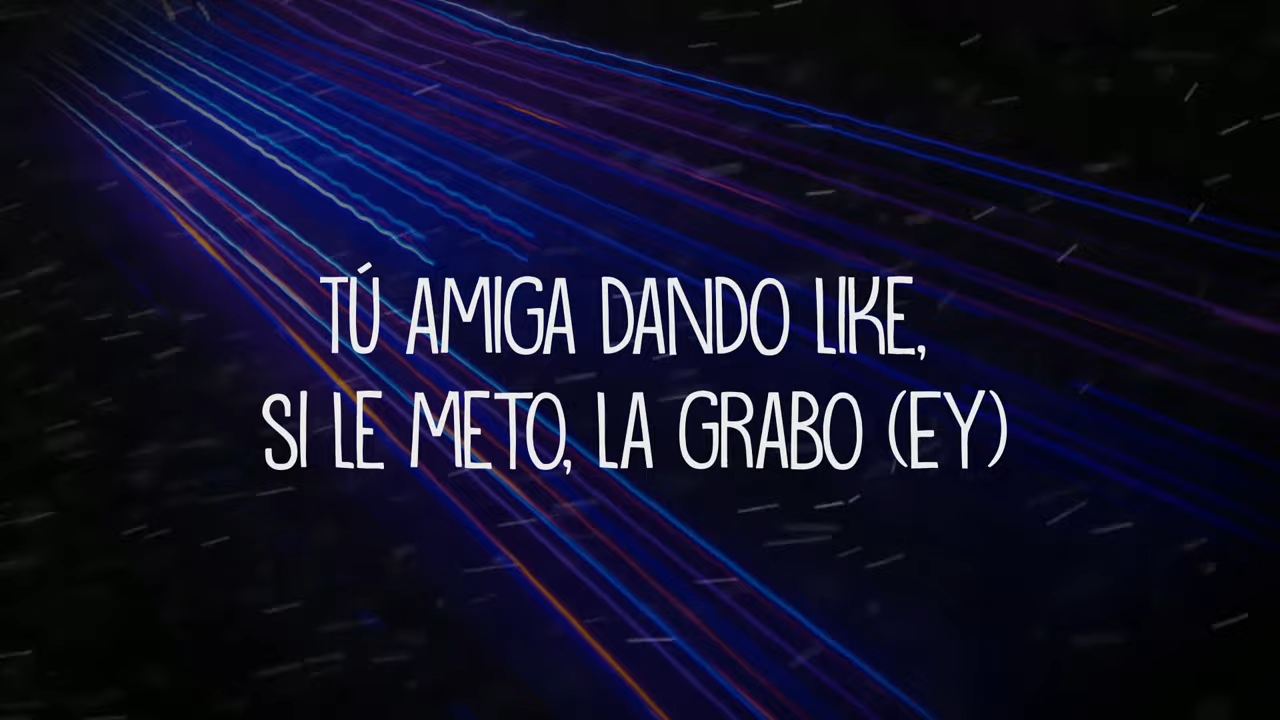 TÚ AMIGA DANDO LIKE,
SI LE METO, LA GRABO (EY)